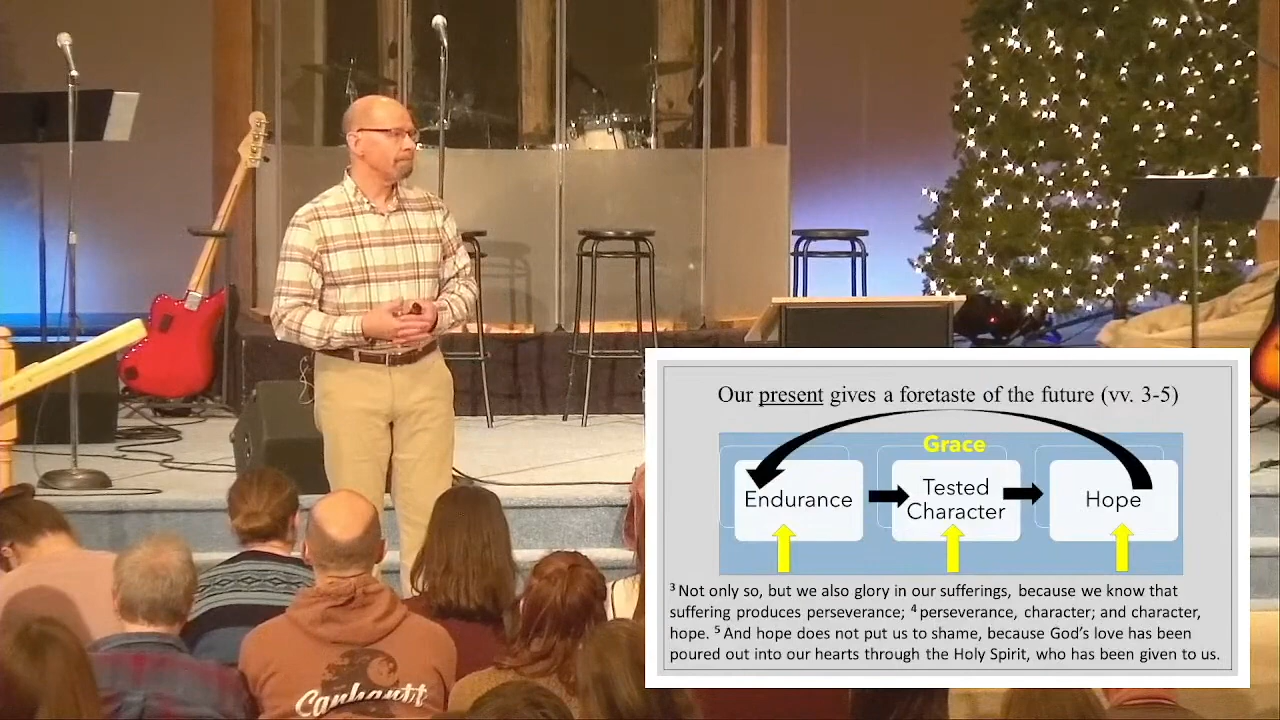 Our present gives a foretaste of the future (vv. 3-5)
Grace
Endurance
Tested
Character
Hope
³ Not only so, but we also glory in our sufferings, because we know that
suffering produces perseverance; ⁴ perseverance, character; and character,
hope. ⁵ And hope does not put us to shame, because God's love has been
poured out into our hearts through the Holy Spirit, who has been given to us.
Carhartt